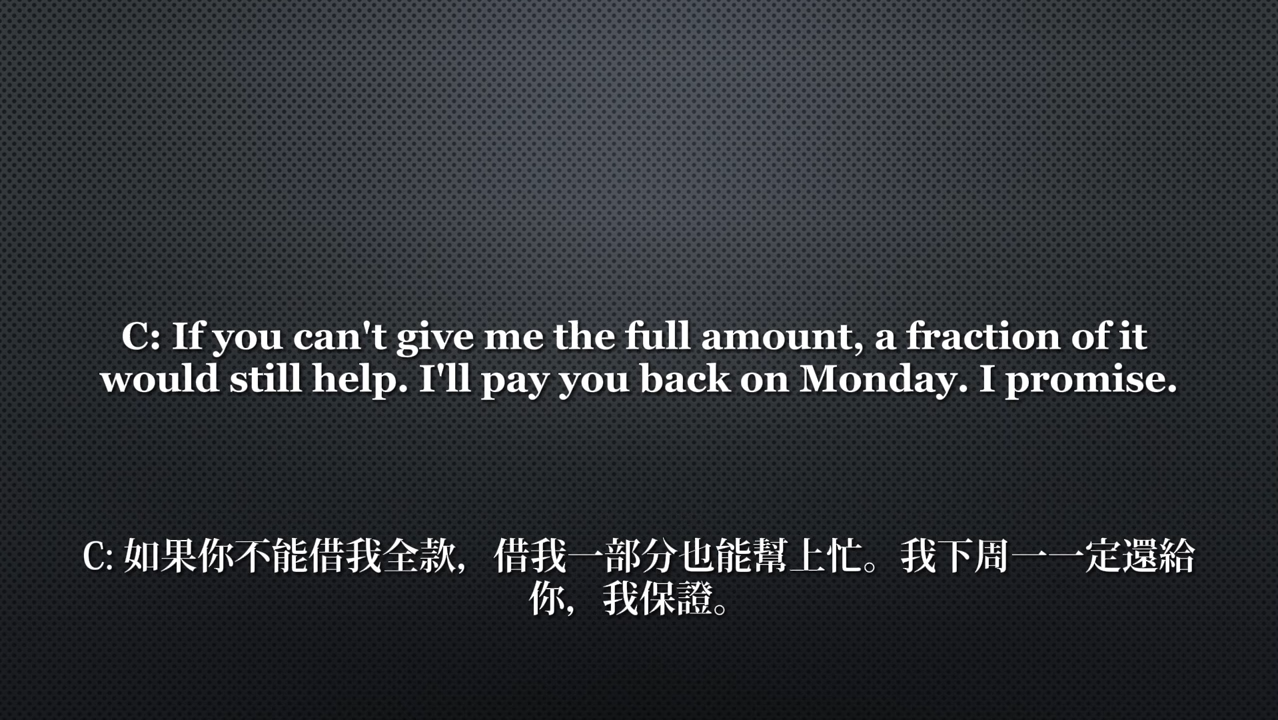 C: If you can't give me the full amount, a fraction of it
would still help. I'll pay you back on Monday. I promise.
C: 如果你不能借我全款，借我一部分也能幫上忙。我下周一一定還給
你，我保證。